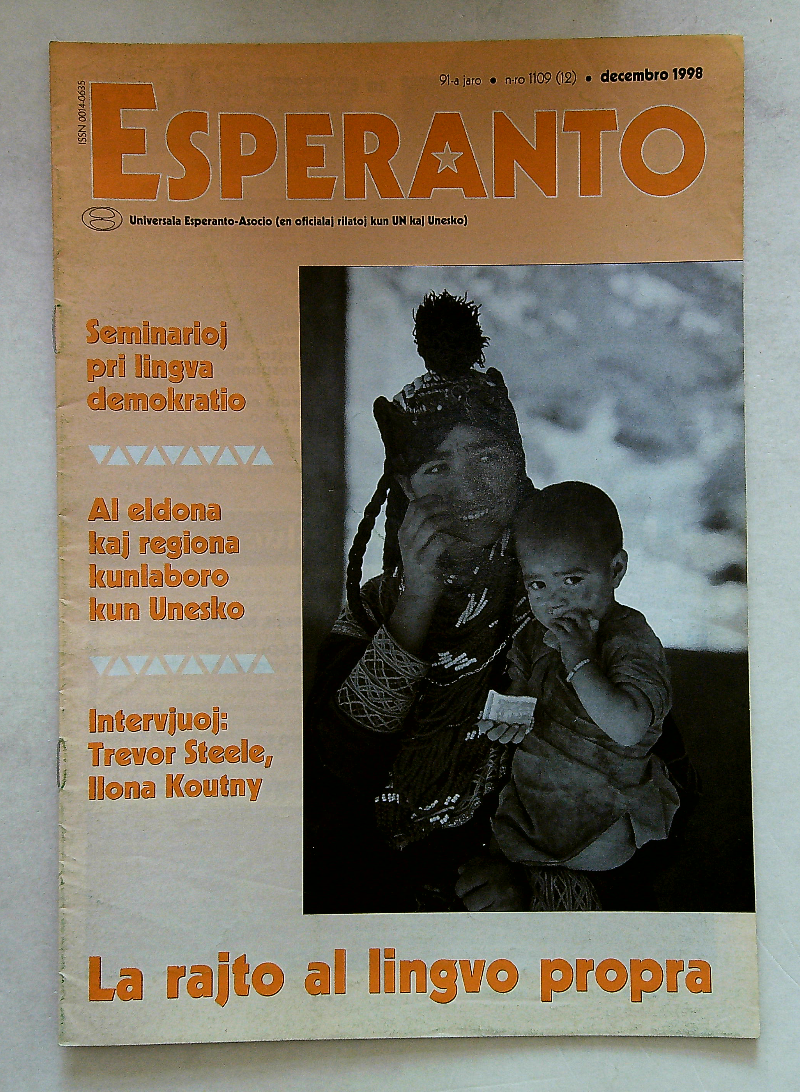 91-a jaro • n-ro 1109 (12) • decembro 1998
ISSN 0014-0635
ESPERANTO
Universala Esperanto-Asocio (en oficialaj rilatoj kun UN kaj Unesko)
Seminarioj
pri lingva
demokratio
Al eldona
kaj regiona
kunlaboro
kun Unesko
Intervjuoj:
Trevor Steele,
Ilona Koutny
La rajto al lingvo propra